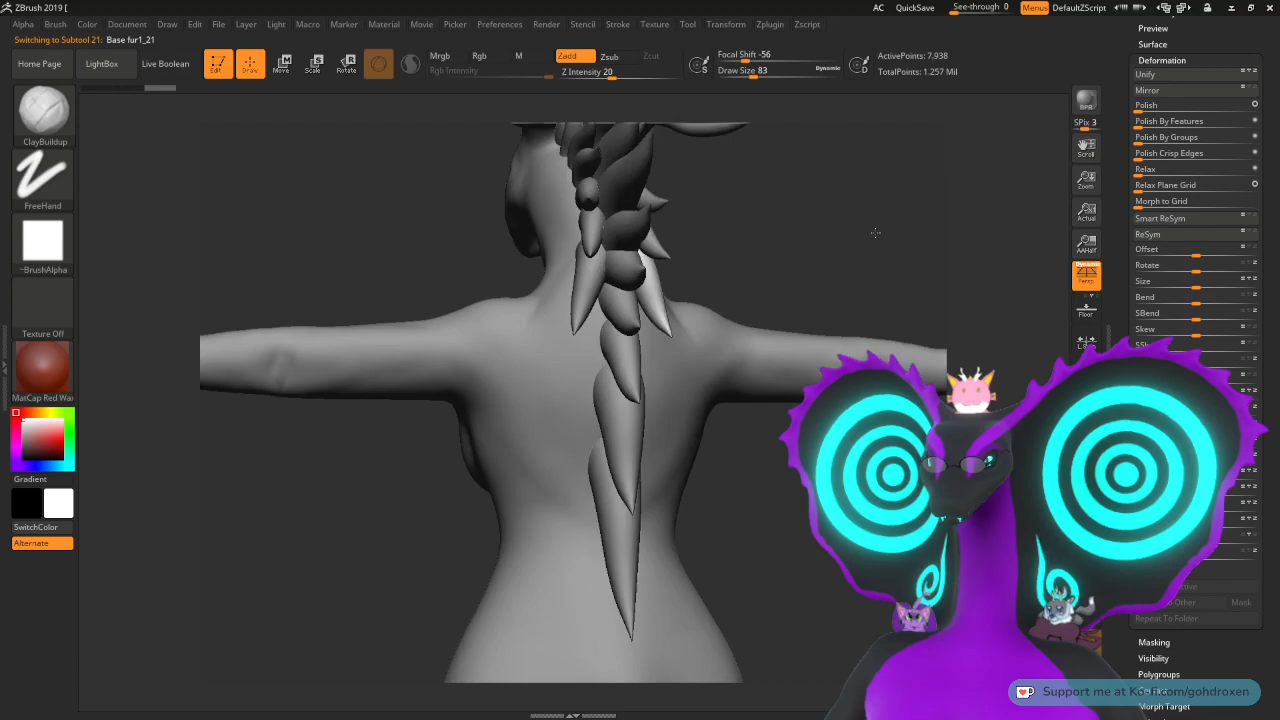 ZBrush 2019 [
AC QuickSave See-through 0 Menus DefaultZScript
Alpha Brush Color Document Draw Edit File Layer Light Macro Marker Material Movie Picker Preferences Render Stencil Stroke Texture Tool Transform Zplugin Zscript
Switching to Subtool 21: Base fur1_21
Home Page LightBox Live Boolean Edit Draw Move Scale Rotate
Mrgb Rgb M Zadd Zsub Zcut
Rgb Intensity Z Intensity 20
Focal Shift -56
Draw Size 83 Dynamic
ActivePoints: 7,938
TotalPoints: 1.257 Mil
ClayBuildup
FreeHand
~BrushAlpha
Texture Off
MatCap Red Wax
Gradient
SwitchColor
Alternate
BPR
SPix 3
Scroll
Zoom
Actual
AAHalf
Dynamic
Persp
Floor
Preview
Surface
Deformation
Unify
Mirror
Polish
Polish By Features
Polish By Groups
Polish Crisp Edges
Relax
Relax Plane Grid
Morph to Grid
Smart ReSym
ReSym
Offset
Rotate
Size
Bend
SBend
Skew
Mask
Repeat To Folder
Masking
Visibility
Polygroups
Support me at Ko-fi.com/gohdroxen
Morph Target